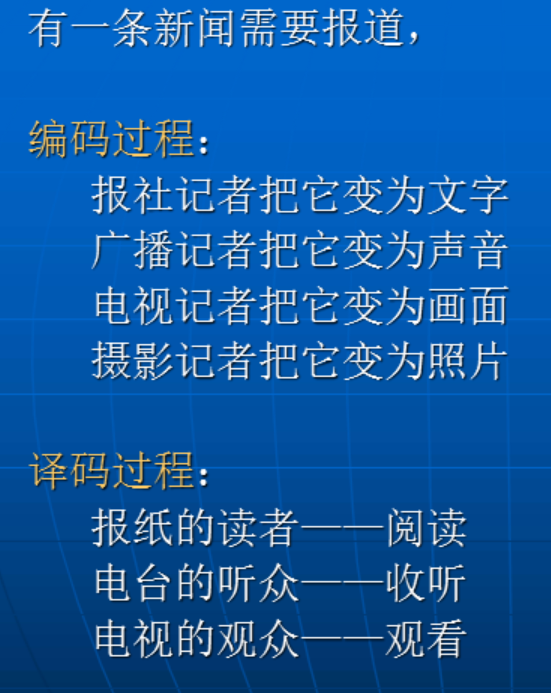 有一条新闻需要报道，
编码过程：
报社记者把它变为文字
广播记者把它变为声音
电视记者把它变为画面
摄影记者把它变为照片
译码过程：
报纸的读者——阅读
电台的听众——收听
电视的观众——观看